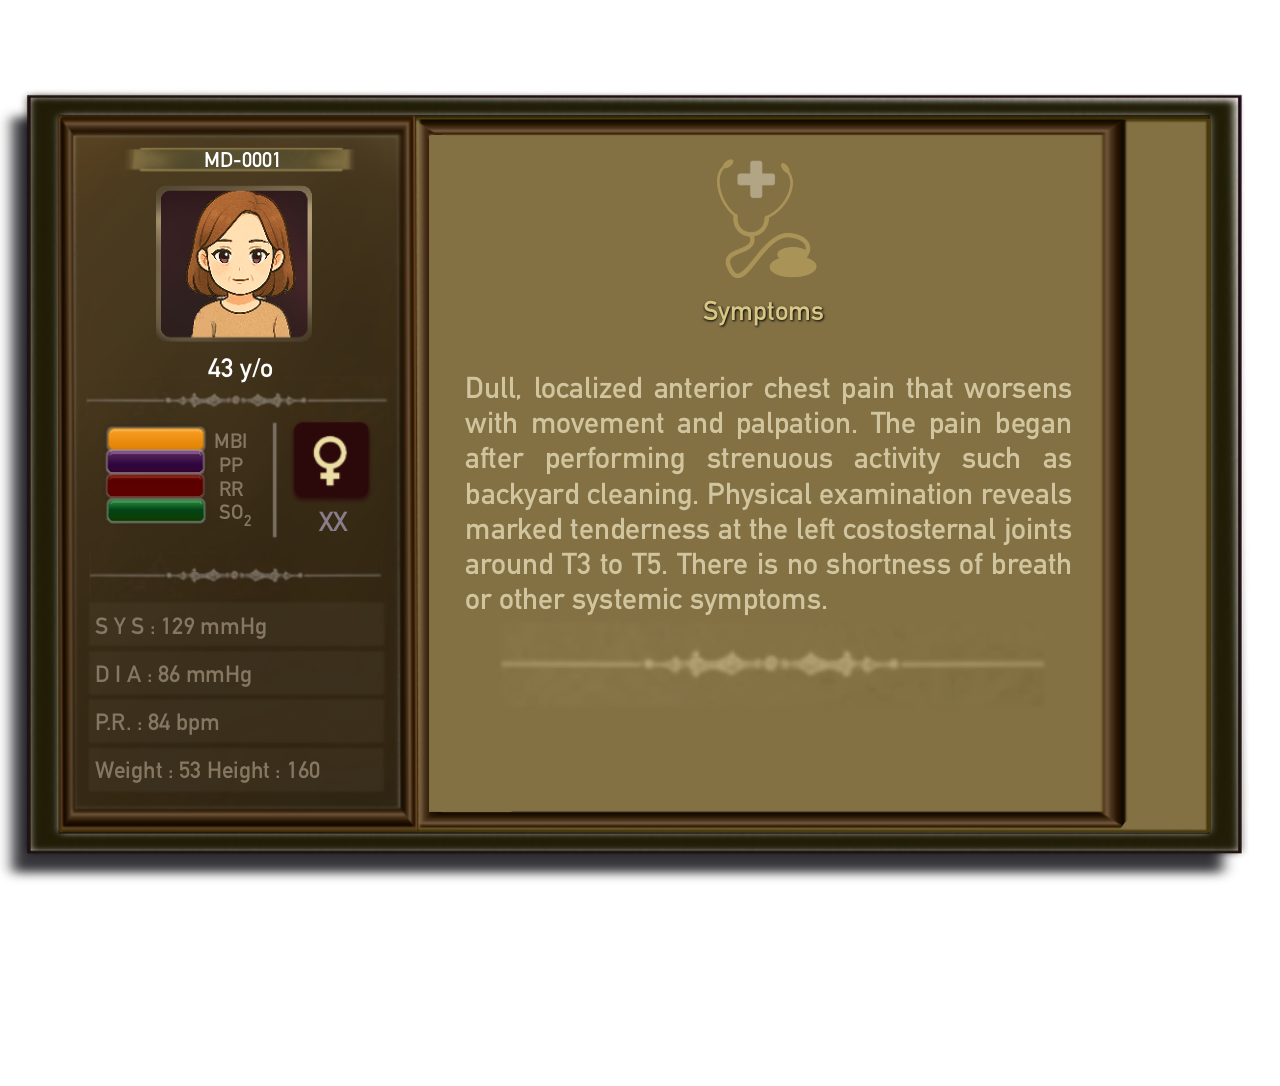 MD-0001
43 y/o
MBI
PP
RR
SO₂
XX
S Y S : 129 mmHg
D I A : 86 mmHg
P.R. : 84 bpm
Weight : 53 Height : 160
Symptoms
Dull, localized anterior chest pain that worsens
with movement and palpation. The pain began
after performing strenuous activity such as
backyard cleaning. Physical examination reveals
marked tenderness at the left costosternal joints
around T3 to T5. There is no shortness of breath
or other systemic symptoms.